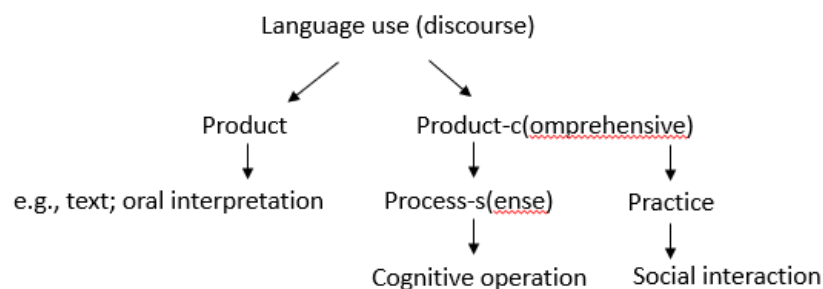 Language use (discourse)
Product Product-c(omprehensive)
e.g., text; oral interpretation Process-s(ense) Practice
Cognitive operation Social interaction